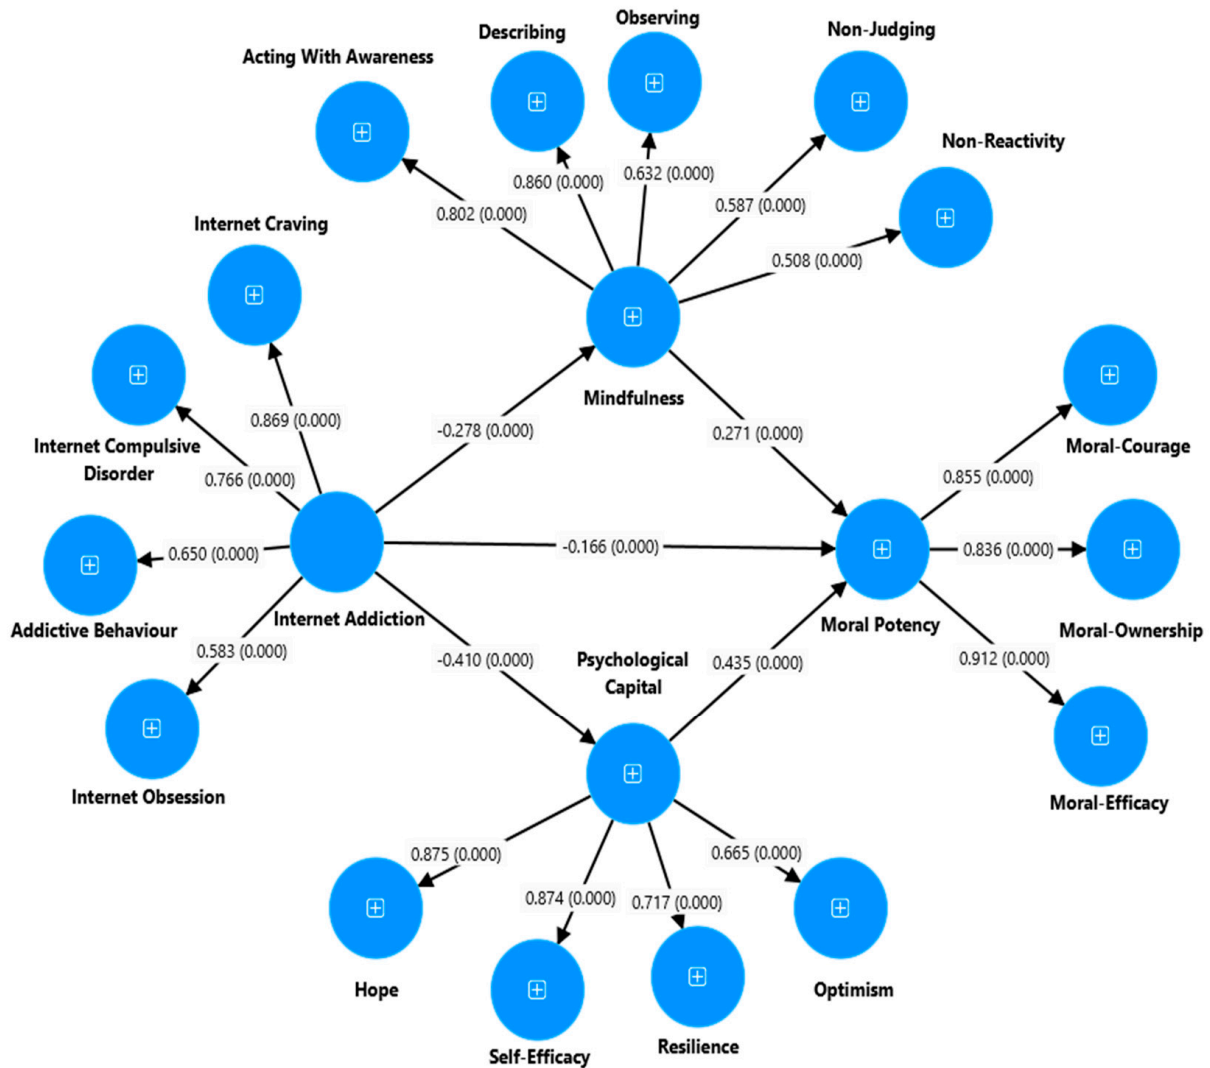 Observing
Describing
Non-Judging
Acting With Awareness
Non-Reactivity
0.632 (0.000)
0.860 (0.000)
0.587 (0.000)
0.802 (0.000)
Internet Craving
0.508 (0.000)
Mindfulness
0.869 (0.000)
-0.278 (0.000)
0.271 (0.000)
Internet Compulsive
Disorder
Moral-Courage
0.766 (0.000)
0.855 (0.000)
0.650 (0.000)
-0.166 (0.000)
0.836 (0.000)
Internet Addiction
Moral Potency
Addictive Behaviour
Moral-Ownership
0.583 (0.000)
-0.410 (0.000)
Psychological
Capital
0.435 (0.000)
0.912 (0.000)
Internet Obsession
Moral-Efficacy
0.875 (0.000)
0.665 (0.000)
0.874 (0.000)
0.717 (0.000)
Hope
Optimism
Self-Efficacy
Resilience